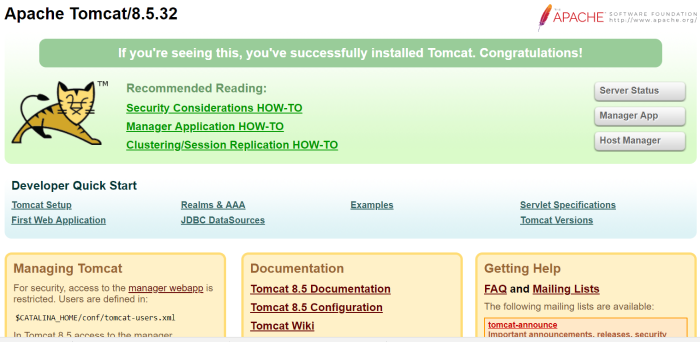 Apache Tomcat/8.5.32
THE APACHE SOFTWARE FOUNDATION
http://www.apache.org/
If you're seeing this, you've successfully installed Tomcat. Congratulations!
TM
Recommended Reading:
Security Considerations HOW-TO
Manager Application HOW-TO
Clustering/Session Replication HOW-TO
Server Status
Manager App
Host Manager
Developer Quick Start
Tomcat Setup
First Web Application
Realms & AAA
JDBC DataSources
Examples
Servlet Specifications
Tomcat Versions
Managing Tomcat
For security, access to the manager webapp is
restricted. Users are defined in:
$CATALINA_HOME/conf/tomcat-users.xml
In Tomcat 8.5 access to the manager
Documentation
Tomcat 8.5 Documentation
Tomcat 8.5 Configuration
Tomcat Wiki
Getting Help
FAQ and Mailing Lists
The following mailing lists are available:
tomcat-announce
Important announcements, releases, security